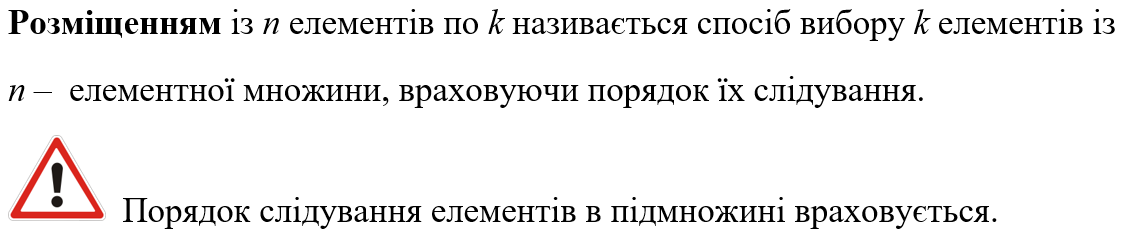 Розміщенням із n елементів по k називається спосіб вибору k елементів із
n – елементної множини, враховуючи порядок їх слідування.
Порядок слідування елементів в підмножині враховується.